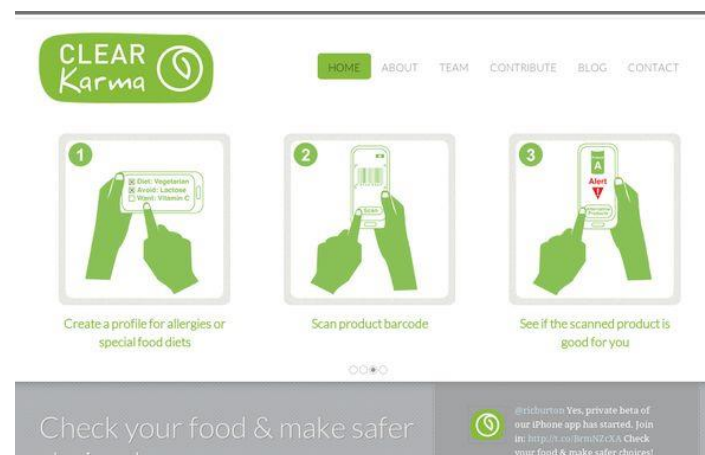 CLEAR
Karma
HOME ABOUT TEAM CONTRIBUTE BLOG CONTACT
1
Diet: Vegetarian
Avoid: Lactose
Want: Vitamin C
Create a profile for allergies or
special food diets
2
Scan
Scan product barcode
3
A
Alert
!
Alternative
Products
See if the scanned product is
good for you
Check your food & make safer
@ricburton Yes, private beta of
our iPhone app has started. Join
in: http://t.co/BrmNZcXA Check
your food & make safer choices!